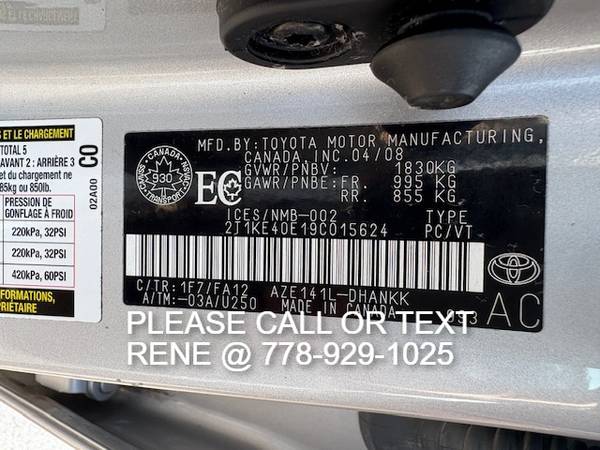 S ET LE CHARGEMENT
TOTAL 5
AVANT 2 : ARRIÈRE 3
et du chargement ne
85kg ou 850lb.
PRESSION DE
GONFLAGE À FROID
220kPa, 32PSI
220kPa, 32PSI
420kPa, 60PSI
CO
02A00
CANADA
930
EC
MFD.BY:TOYOTA MOTOR MANUFACTURING,
CANADA,INC.04/08
GVWR/PNBV: 1830KG
GAWR/PNBE:FR. 995 KG
RR. 855 KG
ICES/NMB-002 TYPE
2T1KE40E19C015624 PC/VT
C/TR:1F7/FA12 AZE141L-DHANKK
A/TM:-03A/U250 MADE IN CANADA
AC
TOYOTA
PLEASE CALL OR TEXT
RENE @ 778-929-1025